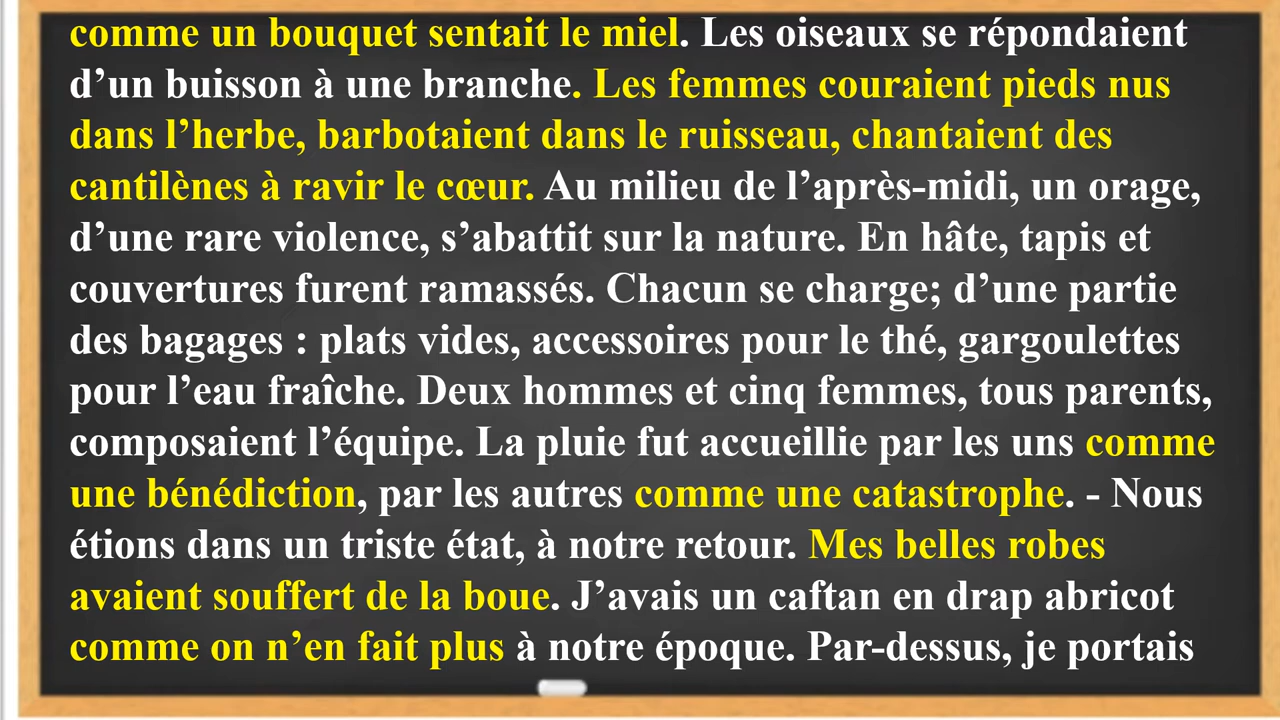 comme un bouquet sentait le miel. Les oiseaux se répondaient
d’un buisson à une branche. Les femmes couraient pieds nus
dans l’herbe, barbotaient dans le ruisseau, chantaient des
cantilènes à ravir le cœur. Au milieu de l’après-midi, un orage,
d’une rare violence, s’abattit sur la nature. En hâte, tapis et
couvertures furent ramassés. Chacun se charge; d’une partie
des bagages : plats vides, accessoires pour le thé, gargoulettes
pour l’eau fraîche. Deux hommes et cinq femmes, tous parents,
composaient l’équipe. La pluie fut accueillie par les uns comme
une bénédiction, par les autres comme une catastrophe. - Nous
étions dans un triste état, à notre retour. Mes belles robes
avaient souffert de la boue. J’avais un caftan en drap abricot
comme on n’en fait plus à notre époque. Par-dessus, je portais